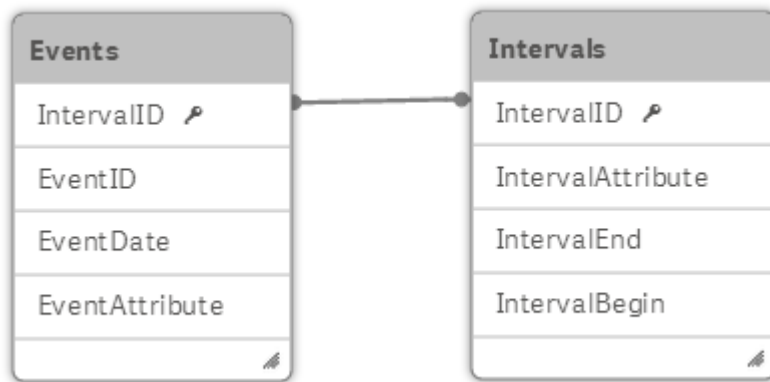 Events
IntervalID
EventID
EventDate
EventAttribute
Intervals
IntervalID
IntervalAttribute
IntervalEnd
IntervalBegin